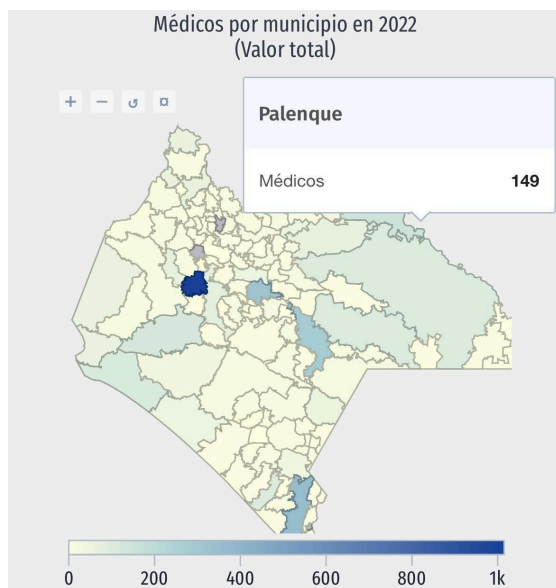 Médicos por municipio en 2022
(Valor total)
+ − ↺ ¤
Palenque
Médicos 149
0 200 400 600 800 1k